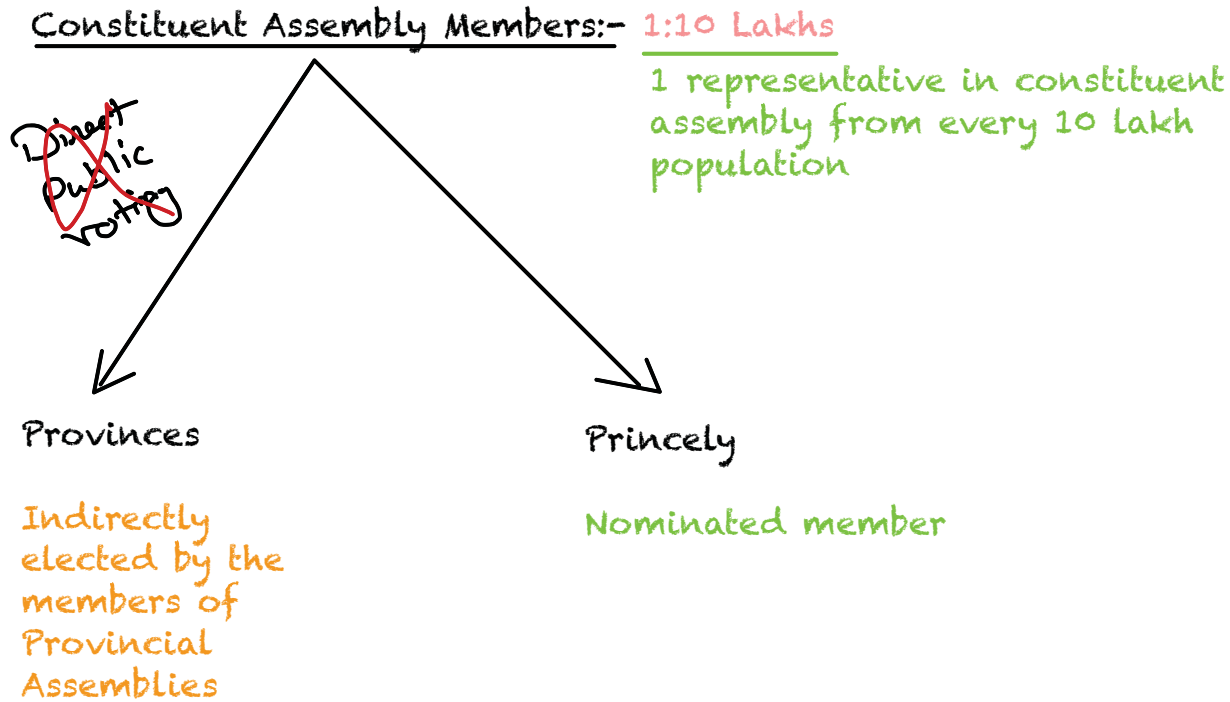 Constituent Assembly Members:- 1:10 Lakhs
1 representative in constituent
assembly from every 10 lakh
population
Direct
Public
voting
Provinces
Princely
Indirectly
elected by the
members of
Provincial
Assemblies
Nominated member